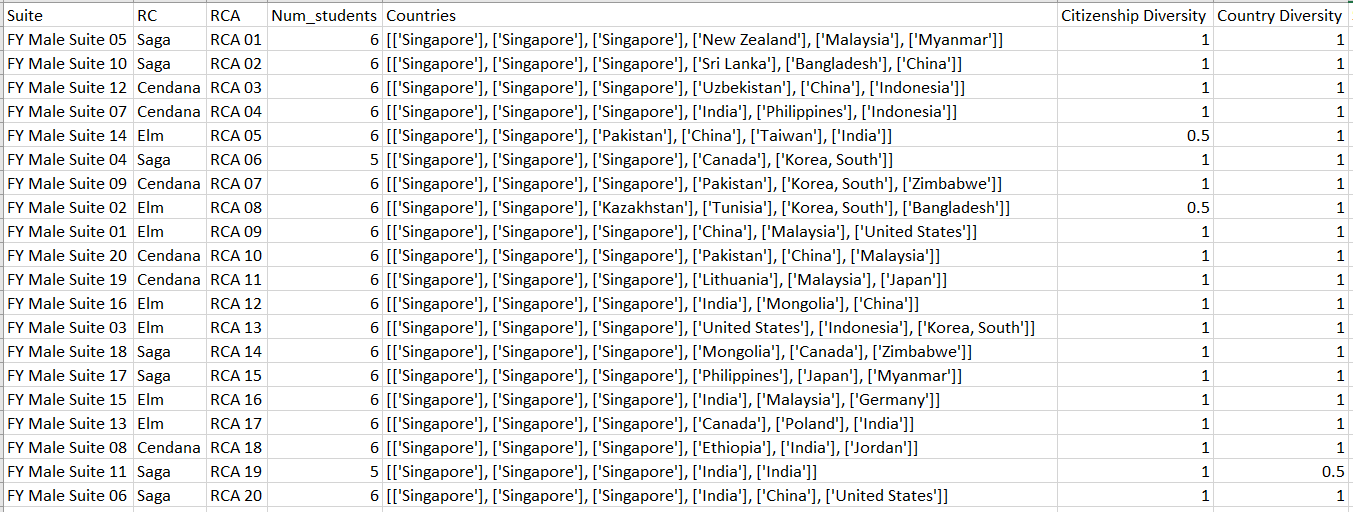 Suite RC RCA Num_students Countries Citizenship Diversity Country Diversity
FY Male Suite 05 Saga RCA 01 6 [['Singapore'], ['Singapore'], ['Singapore'], ['New Zealand'], ['Malaysia'], ['Myanmar']] 1 1
FY Male Suite 10 Saga RCA 02 6 [['Singapore'], ['Singapore'], ['Singapore'], ['Sri Lanka'], ['Bangladesh'], ['China']] 1 1
FY Male Suite 12 Cendana RCA 03 6 [['Singapore'], ['Singapore'], ['Singapore'], ['Uzbekistan'], ['China'], ['Indonesia']] 1 1
FY Male Suite 07 Cendana RCA 04 6 [['Singapore'], ['Singapore'], ['Singapore'], ['India'], ['Philippines'], ['Indonesia']] 1 1
FY Male Suite 14 Elm RCA 05 6 [['Singapore'], ['Singapore'], ['Pakistan'], ['China'], ['Taiwan'], ['India']] 0.5 1
FY Male Suite 04 Saga RCA 06 5 [['Singapore'], ['Singapore'], ['Singapore'], ['Canada'], ['Korea, South']] 1 1
FY Male Suite 09 Cendana RCA 07 6 [['Singapore'], ['Singapore'], ['Singapore'], ['Pakistan'], ['Korea, South'], ['Zimbabwe']] 1 1
FY Male Suite 02 Elm RCA 08 6 [['Singapore'], ['Singapore'], ['Kazakhstan'], ['Tunisia'], ['Korea, South'], ['Bangladesh']] 0.5 1
FY Male Suite 01 Elm RCA 09 6 [['Singapore'], ['Singapore'], ['Singapore'], ['China'], ['Malaysia'], ['United States']] 1 1
FY Male Suite 20 Cendana RCA 10 6 [['Singapore'], ['Singapore'], ['Singapore'], ['Pakistan'], ['China'], ['Malaysia']] 1 1
FY Male Suite 19 Cendana RCA 11 6 [['Singapore'], ['Singapore'], ['Singapore'], ['Lithuania'], ['Malaysia'], ['Japan']] 1 1
FY Male Suite 16 Elm RCA 12 6 [['Singapore'], ['Singapore'], ['Singapore'], ['India'], ['Mongolia'], ['China']] 1 1
FY Male Suite 03 Elm RCA 13 6 [['Singapore'], ['Singapore'], ['Singapore'], ['United States'], ['Indonesia'], ['Korea, South']] 1 1
FY Male Suite 18 Saga RCA 14 6 [['Singapore'], ['Singapore'], ['Singapore'], ['Mongolia'], ['Canada'], ['Zimbabwe']] 1 1
FY Male Suite 17 Saga RCA 15 6 [['Singapore'], ['Singapore'], ['Singapore'], ['Philippines'], ['Japan'], ['Myanmar']] 1 1
FY Male Suite 15 Elm RCA 16 6 [['Singapore'], ['Singapore'], ['Singapore'], ['India'], ['Malaysia'], ['Germany']] 1 1
FY Male Suite 13 Elm RCA 17 6 [['Singapore'], ['Singapore'], ['Singapore'], ['Canada'], ['Poland'], ['India']] 1 1
FY Male Suite 08 Cendana RCA 18 6 [['Singapore'], ['Singapore'], ['Singapore'], ['Ethiopia'], ['India'], ['Jordan']] 1 1
FY Male Suite 11 Saga RCA 19 5 [['Singapore'], ['Singapore'], ['Singapore'], ['India'], ['India']] 1 0.5
FY Male Suite 06 Saga RCA 20 6 [['Singapore'], ['Singapore'], ['Singapore'], ['India'], ['China'], ['United States']] 1 1